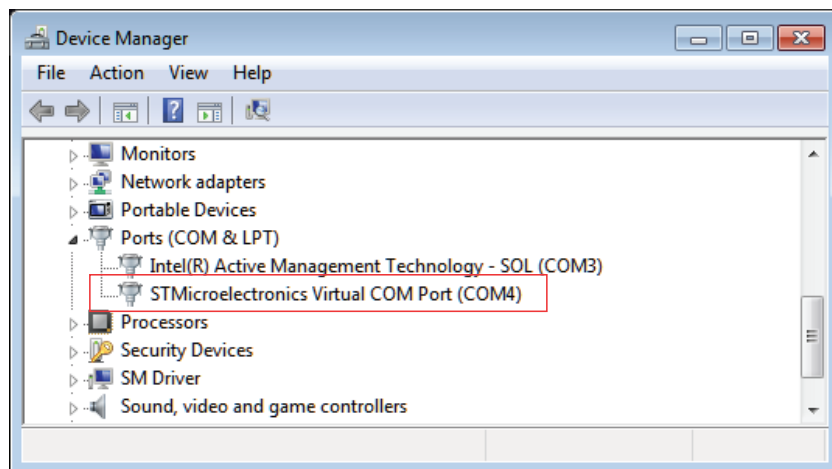 Device Manager
File Action View Help
Monitors
Network adapters
Portable Devices
Ports (COM & LPT)
Intel(R) Active Management Technology - SOL (COM3)
STMicroelectronics Virtual COM Port (COM4)
Processors
Security Devices
SM Driver
Sound, video and game controllers